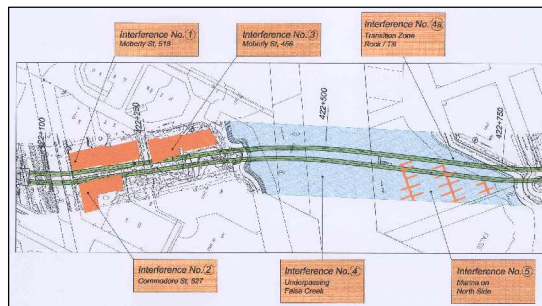 Interference No. 1
Moberly St, 518
Interference No. 3
Moberly St, 456
Interference No. 4a
Transition Zone
Rock / Till
422+100
422+250
422+500
422+750
Interference No. 2
Commodore St, 527
Interference No. 4
Underpassing
False Creek
Interference No. 5
Marina on
North Side